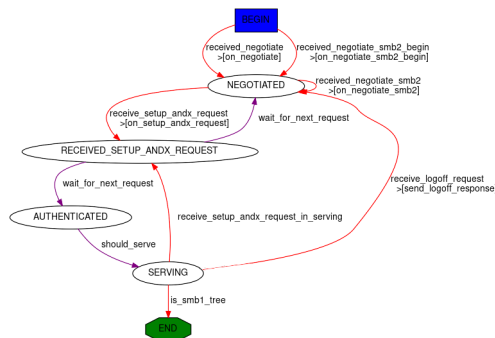 BEGIN
received_negotiate
>[on_negotiate]
received_negotiate_smb2_begin
>[on_negotiate_smb2_begin]
NEGOTIATED
received_negotiate_smb2
>[on_negotiate_smb2]
receive_setup_andx_request
>[on_setup_andx_request]
wait_for_next_request
RECEIVED_SETUP_ANDX_REQUEST
wait_for_next_request
receive_logoff_request
>[send_logoff_response
AUTHENTICATED
receive_setup_andx_request_in_serving
should_serve
SERVING
is_smb1_tree
END